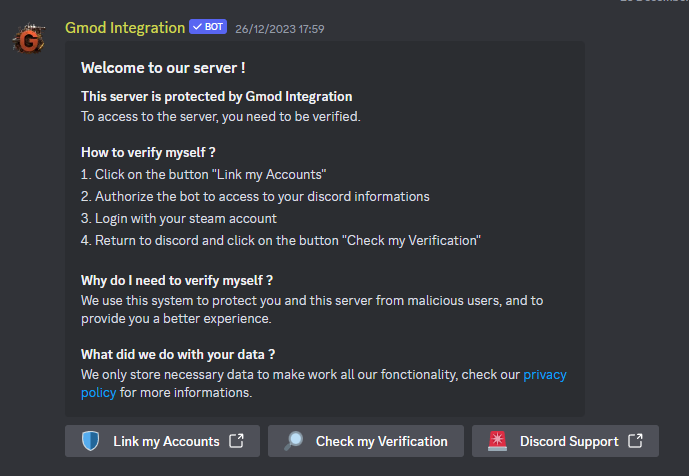 Gmod Integration BOT 26/12/2023 17:59
Welcome to our server !
This server is protected by Gmod Integration
To access to the server, you need to be verified.
How to verify myself ?
1. Click on the button "Link my Accounts"
2. Authorize the bot to access to your discord informations
3. Login with your steam account
4. Return to discord and click on the button "Check my Verification"
Why do I need to verify myself ?
We use this system to protect you and this server from malicious users, and to
provide you a better experience.
What did we do with your data ?
We only store necessary data to make work all our fonctionality, check our privacy
policy for more informations.
Link my Accounts Check my Verification Discord Support